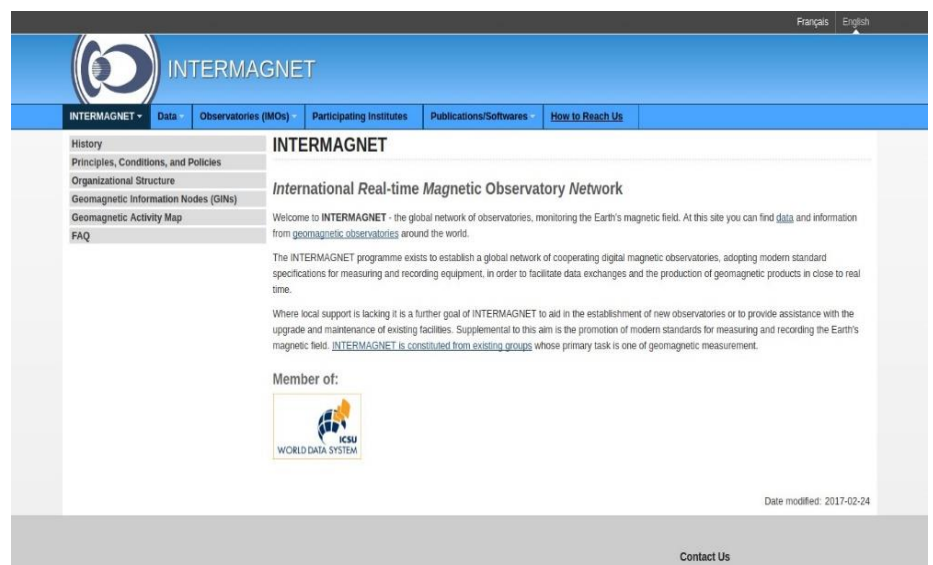 Français English
INTERMAGNET
INTERMAGNET Data Observatories (IMOs) Participating Institutes Publications/Softwares How to Reach Us
History
Principles, Conditions, and Policies
Organizational Structure
Geomagnetic Information Nodes (GINs)
Geomagnetic Activity Map
FAQ
INTERMAGNET
International Real-time Magnetic Observatory Network
Welcome to INTERMAGNET - the global network of observatories, monitoring the Earth's magnetic field. At this site you can find data and information
from geomagnetic observatories around the world.
The INTERMAGNET programme exists to establish a global network of cooperating digital magnetic observatories, adopting modern standard
specifications for measuring and recording equipment, in order to facilitate data exchanges and the production of geomagnetic products in close to real
time.
Where local support is lacking it is a further goal of INTERMAGNET to aid in the establishment of new observatories or to provide assistance with the
upgrade and maintenance of existing facilities. Supplemental to this aim is the promotion of modern standards for measuring and recording the Earth's
magnetic field. INTERMAGNET is constituted from existing groups whose primary task is one of geomagnetic measurement.
Member of:
ICSU
WORLD DATA SYSTEM
Date modified: 2017-02-24
Contact Us